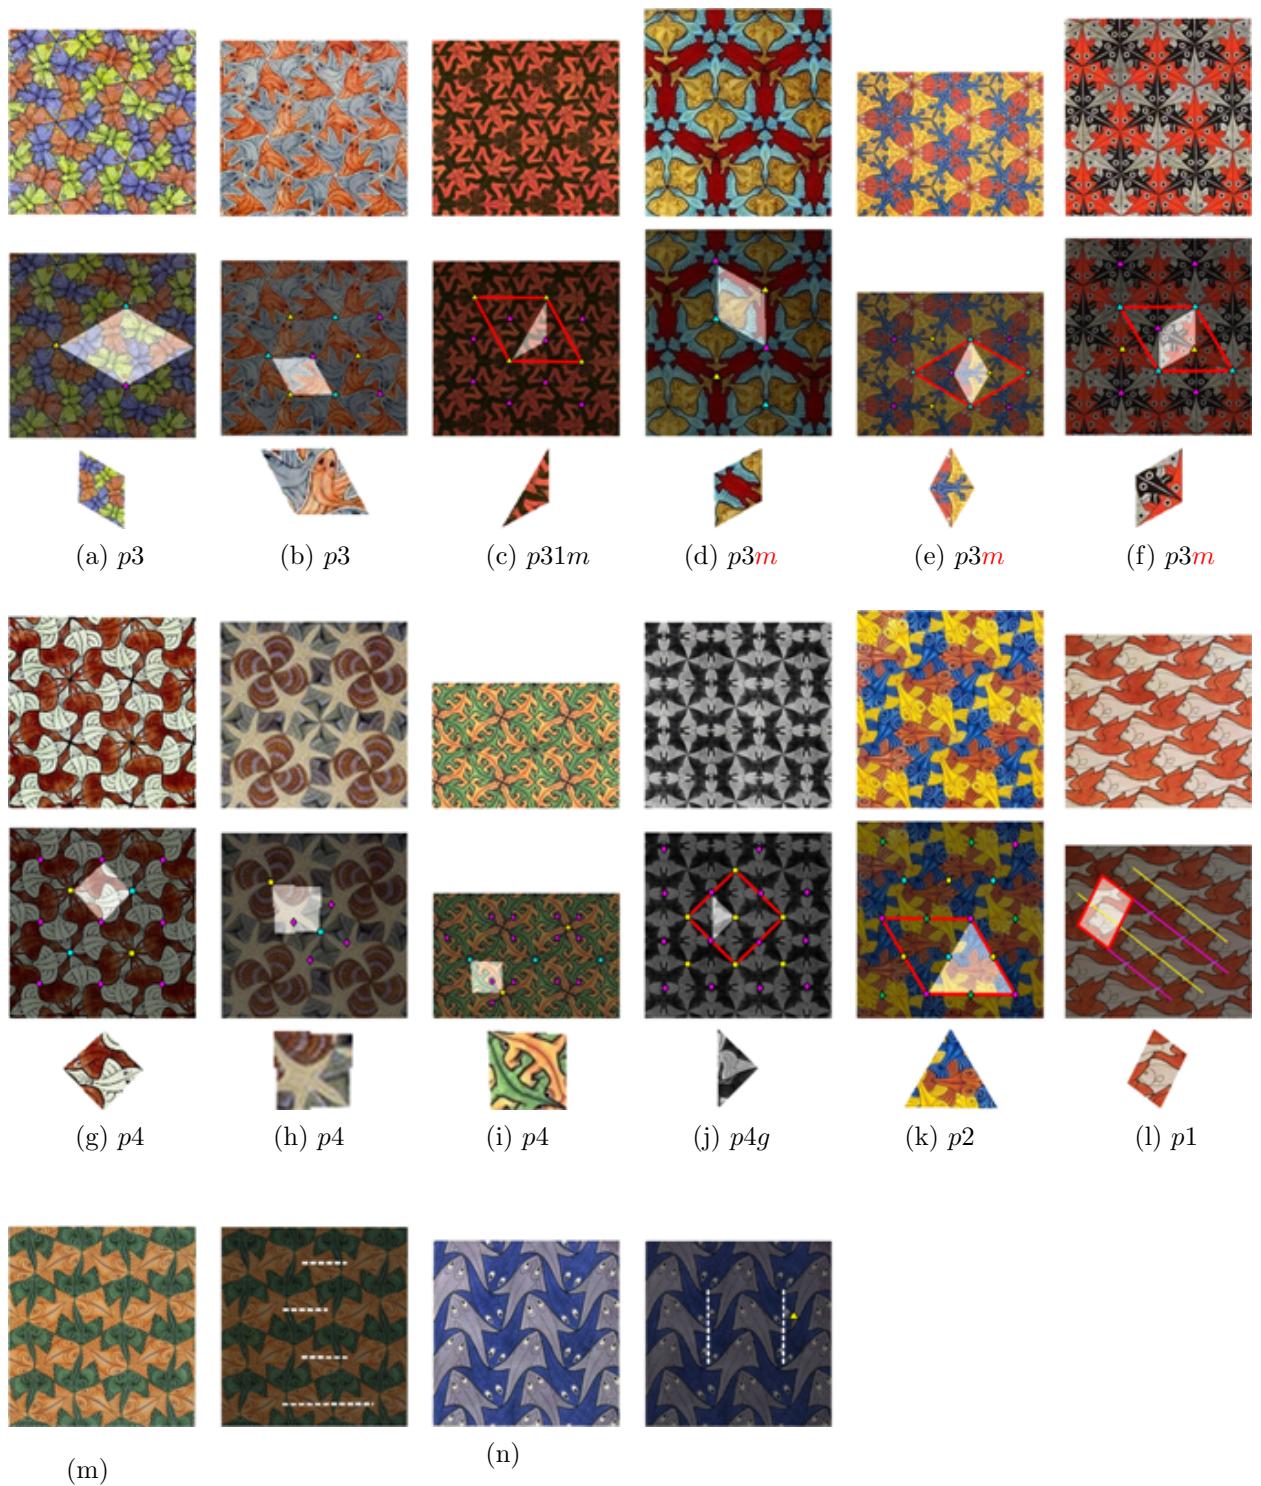 (a) p3 (b) p3 (c) p31m (d) p3m (e) p3m (f) p3m
(g) p4 (h) p4 (i) p4 (j) p4g (k) p2 (l) p1
(m) (n)